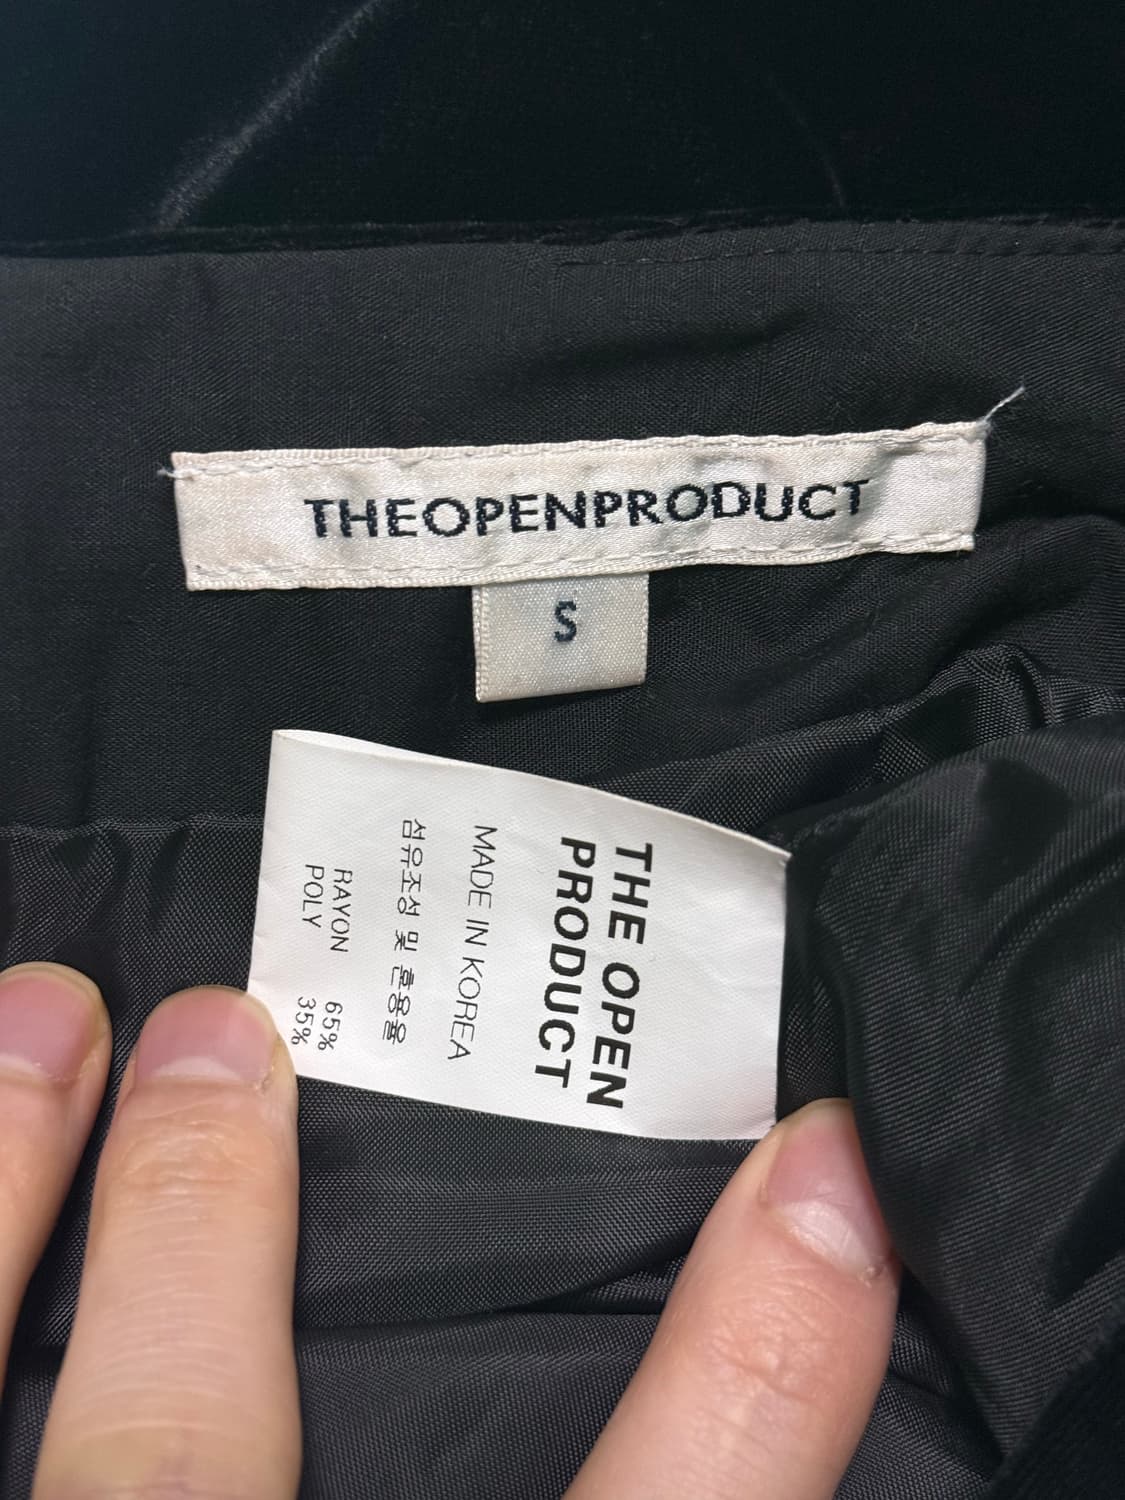 THEOPENPRODUCT
S
THE OPEN
PRODUCT
MADE IN KOREA
섬유조성 및 혼용율
RAYON 65%
POLY 35%